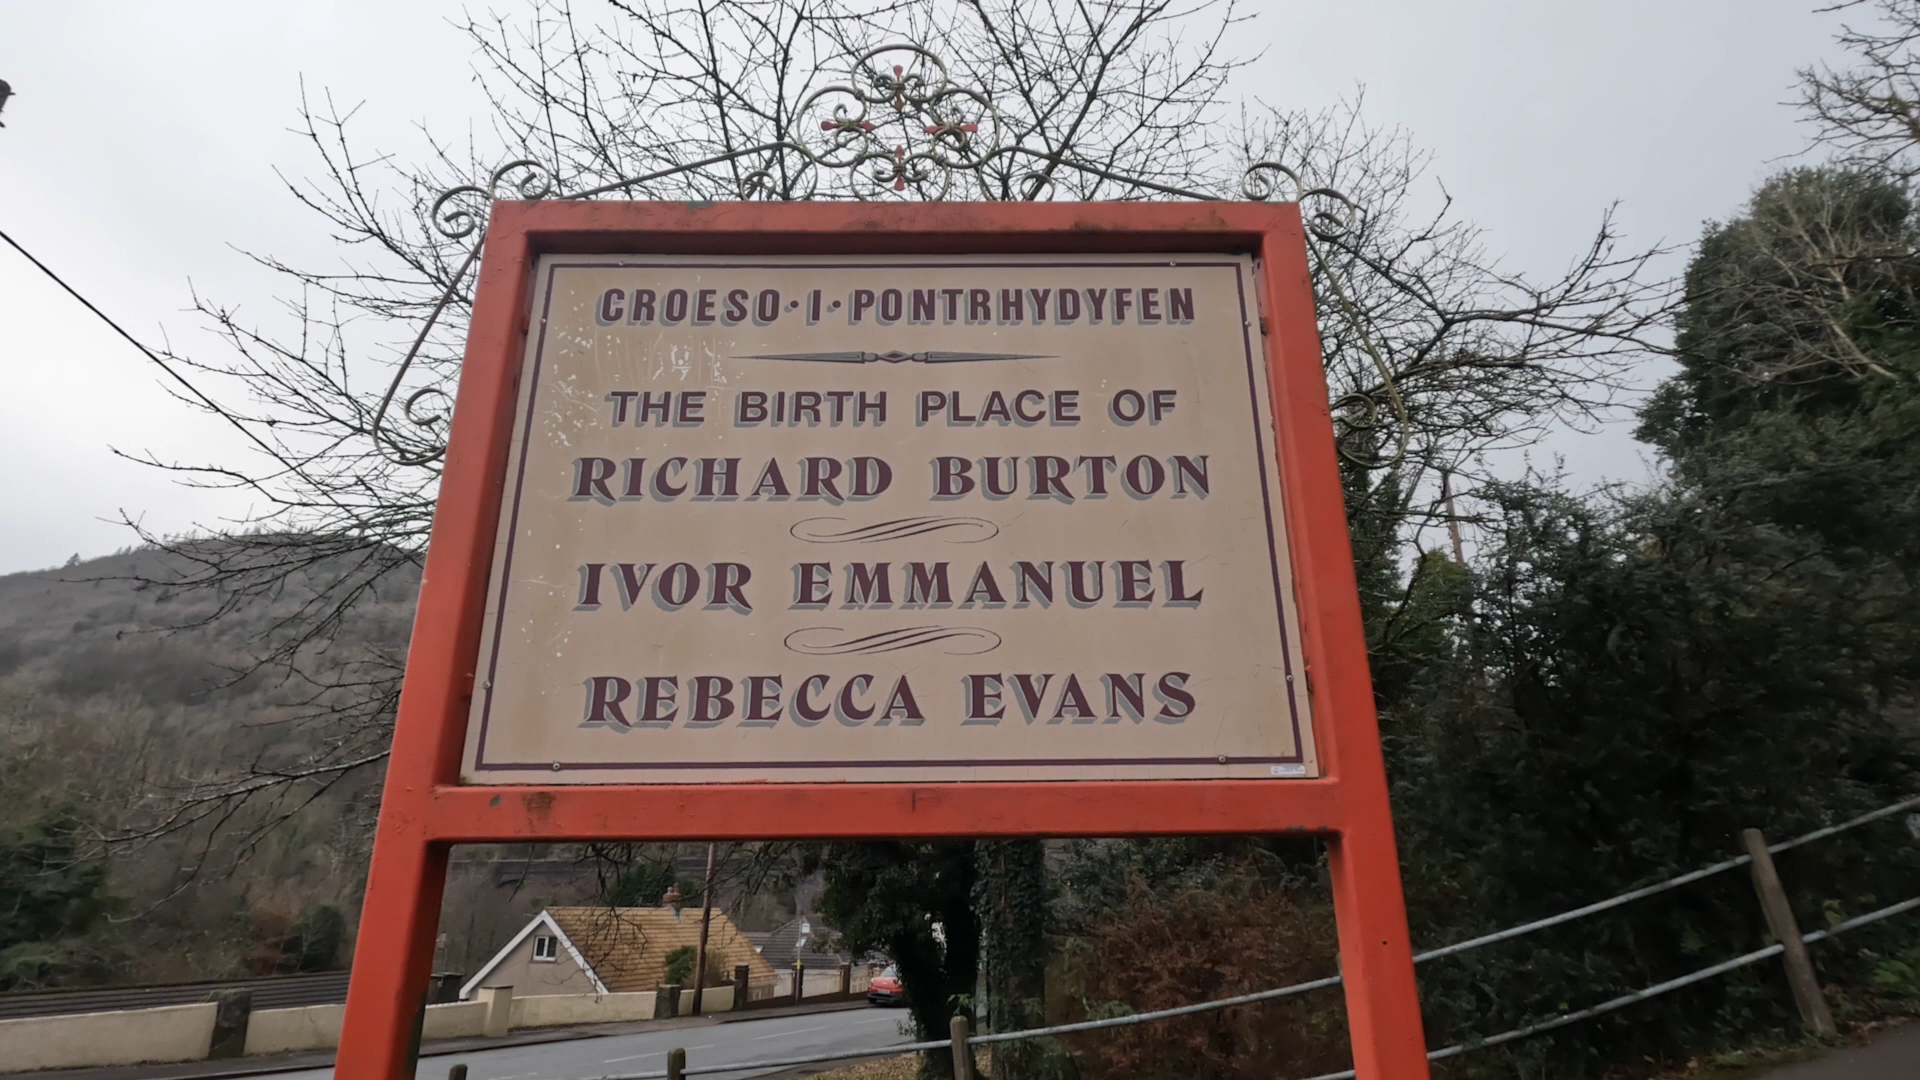 CROESO·I·PONTRHYDYFEN
THE BIRTH PLACE OF
RICHARD BURTON
IVOR EMMANUEL
REBECCA EVANS